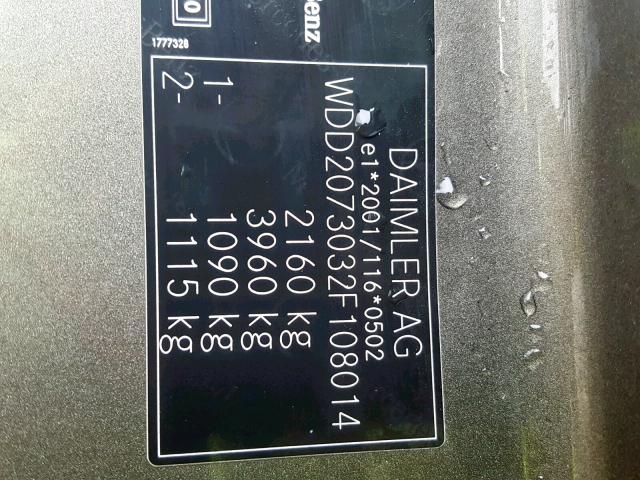 enz
0
1777328
DAIMLER AG
e1*2001/116*0502
WDD2073032F108014
2160 kg
3960 kg
1- 1090 kg
2- 1115 kg